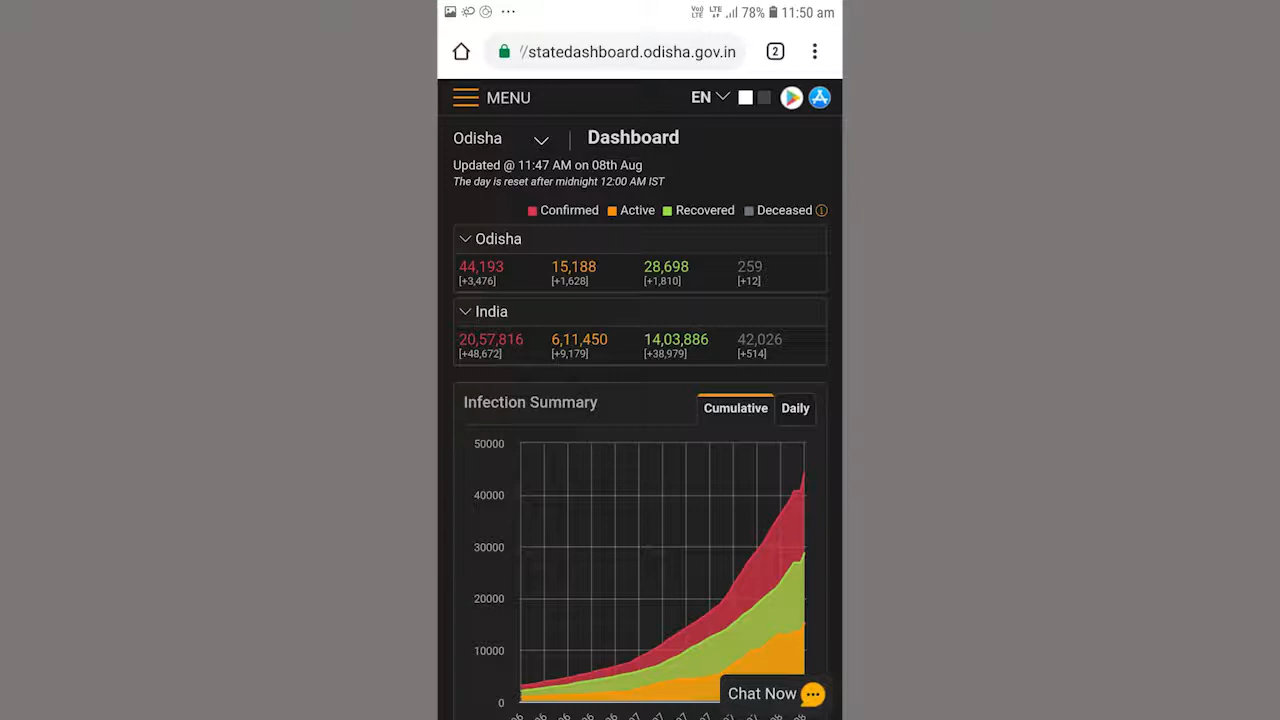 Vo) LTE LTE 78% 11:50 am
//statedashboard.odisha.gov.in 2
MENU EN
Odisha | Dashboard
Updated @ 11:47 AM on 08th Aug
The day is reset after midnight 12:00 AM IST
Confirmed Active Recovered Deceased
Odisha
44,193 15,188 28,698 259
[+3,476] [+1,628] [+1,810] [+12]
India
20,57,816 6,11,450 14,03,886 42,026
[+48,672] [+9,179] [+38,979] [+514]
Infection Summary Cumulative Daily
50000
40000
30000
20000
10000
Chat Now
0